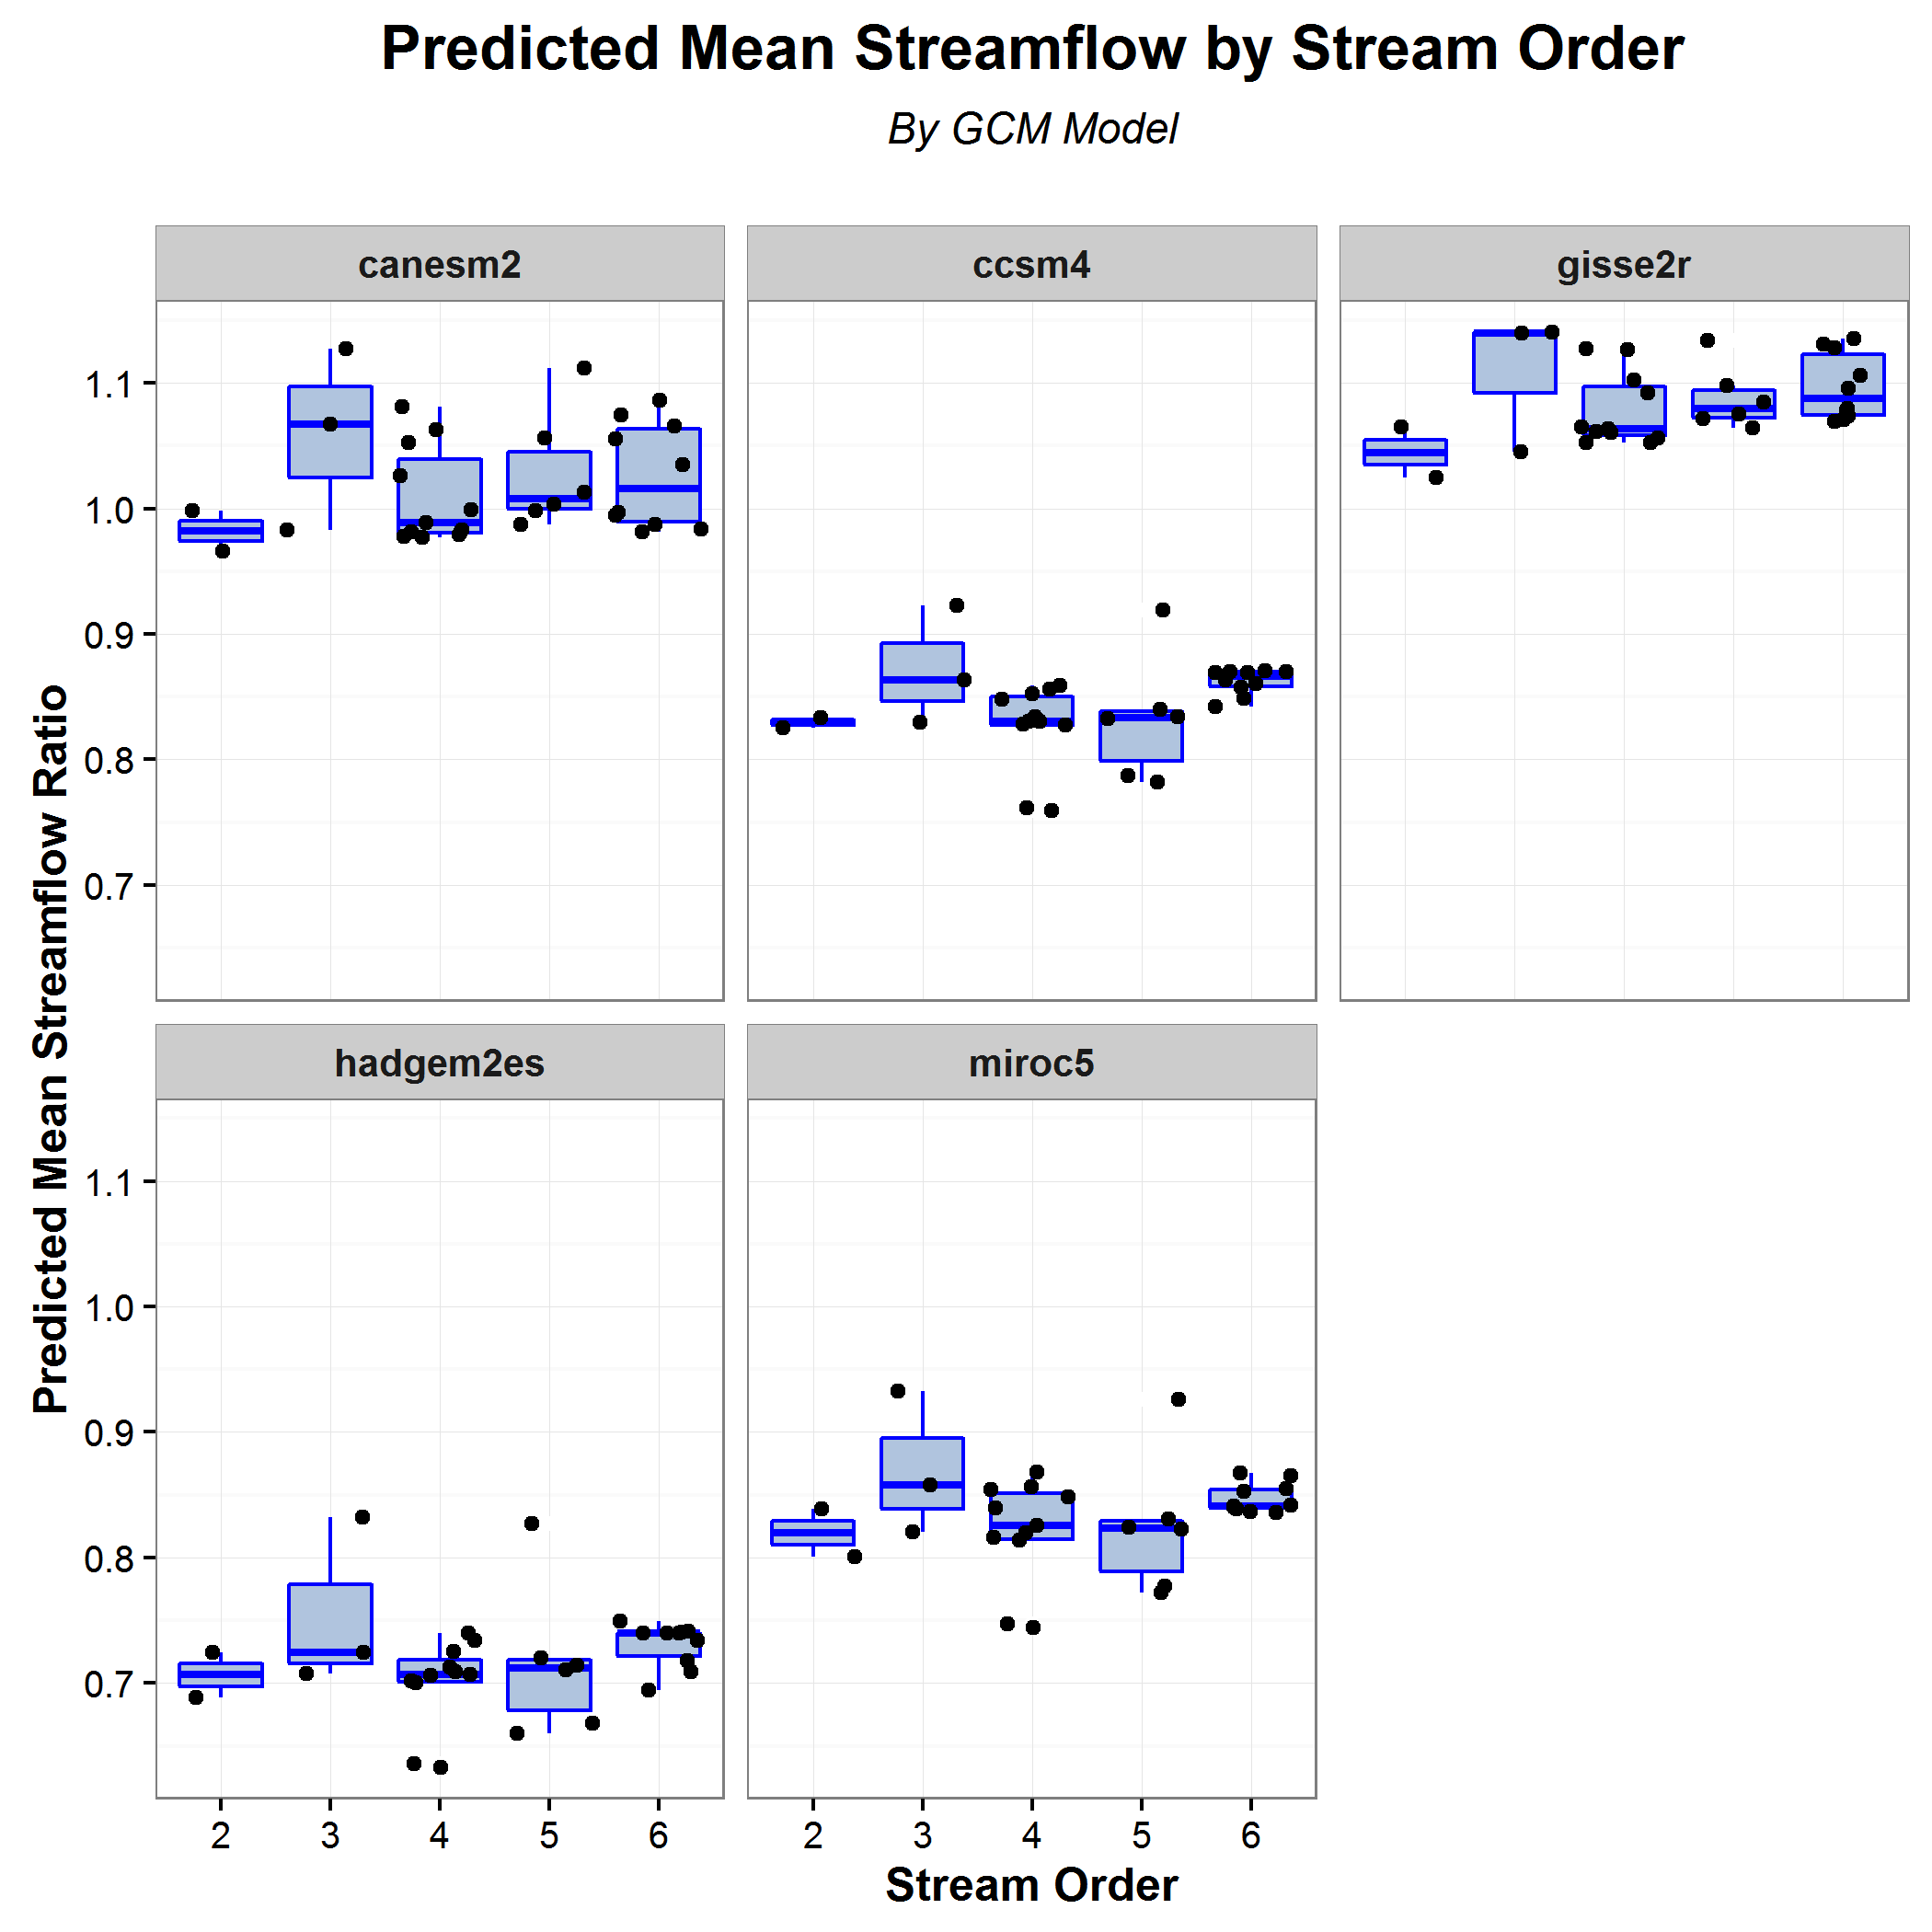 Predicted Mean Streamflow by Stream Order
By GCM Model
canesm2
ccsm4
gisse2r
1.1
1.0
0.9
0.8
0.7
Predicted Mean Streamflow Ratio
hadgem2es
miroc5
1.1
1.0
0.9
0.8
0.7
2 3 4 5 6
2 3 4 5 6
Stream Order